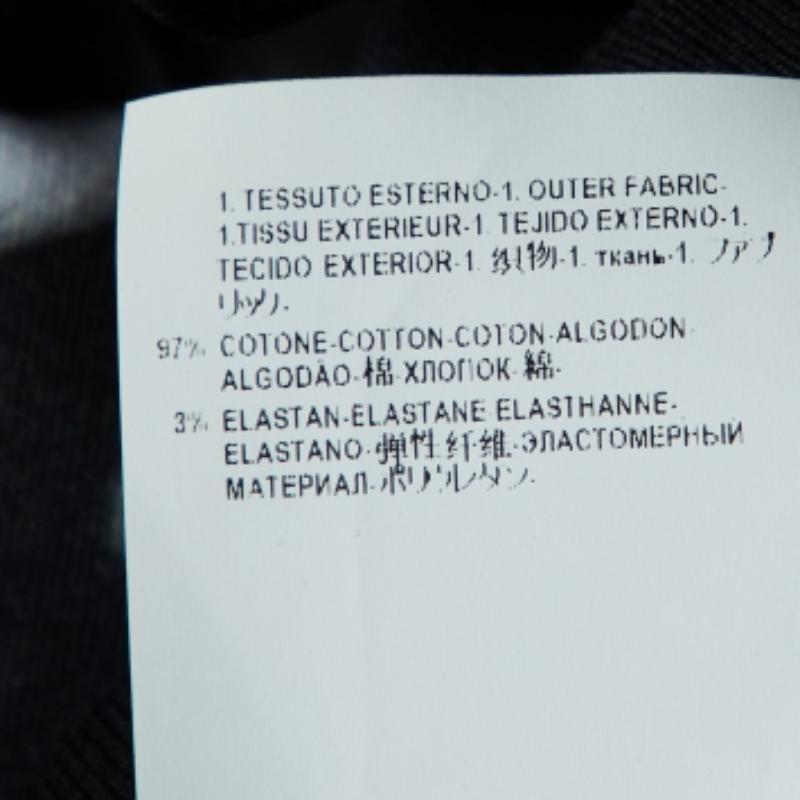 1. TESSUTO ESTERNO-1. OUTER FABRIC-
1.TISSU EXTERIEUR-1. TEJIDO EXTERNO-1.
TECIDO EXTERIOR-1. 织物-1. ткань-1. ファブ
リック.
97% COTONE-COTTON-COTON-ALGODON-
ALGODÃO-棉-ХЛОПОК-綿-
3% ELASTAN-ELASTANE-ELASTHANNE-
ELASTANO-弹性纤维-ЭЛАСТОМЕРНЫЙ
МАТЕРИАЛ-ポリウレタン-